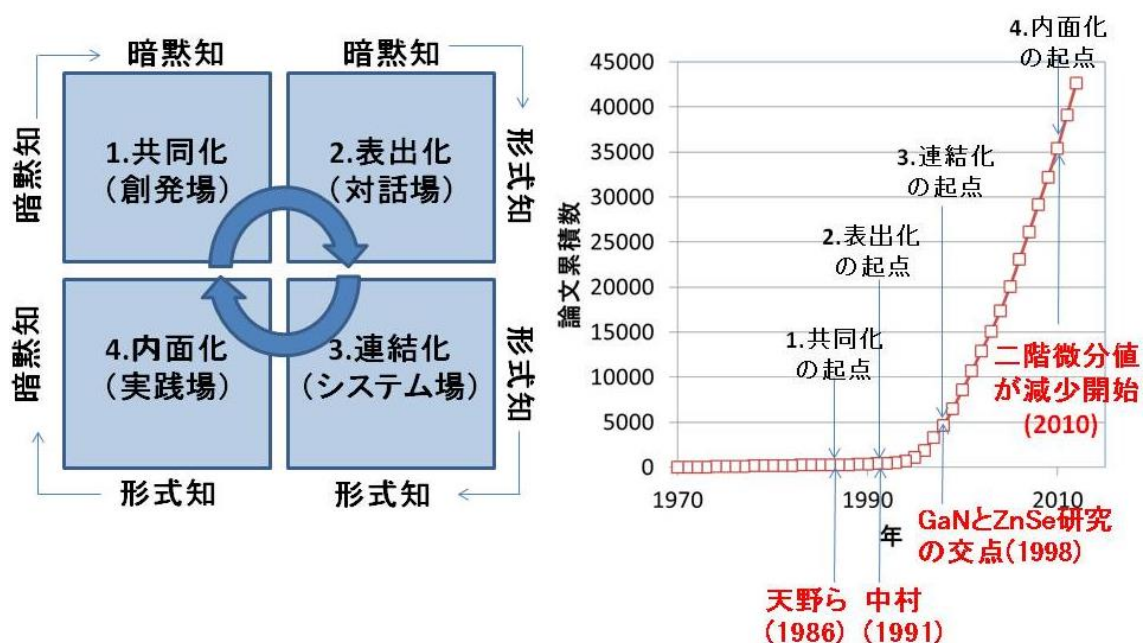 暗黙知
暗黙知
暗黙知
1.共同化
(創発場)
2.表出化
(対話場)
形式知
暗黙知
4.内面化
(実践場)
3.連結化
(システム場)
形式知
形式知
形式知
4.内面化
の起点
45000
40000
35000
30000
25000
20000
15000
10000
5000
0
論文累積数
3.連結化
の起点
2.表出化
の起点
1.共同化
の起点
二階微分値
が減少開始
(2010)
1970
1990
2010
年
GaNとZnSe研究
の交点(1998)
天野ら
(1986)
中村
(1991)